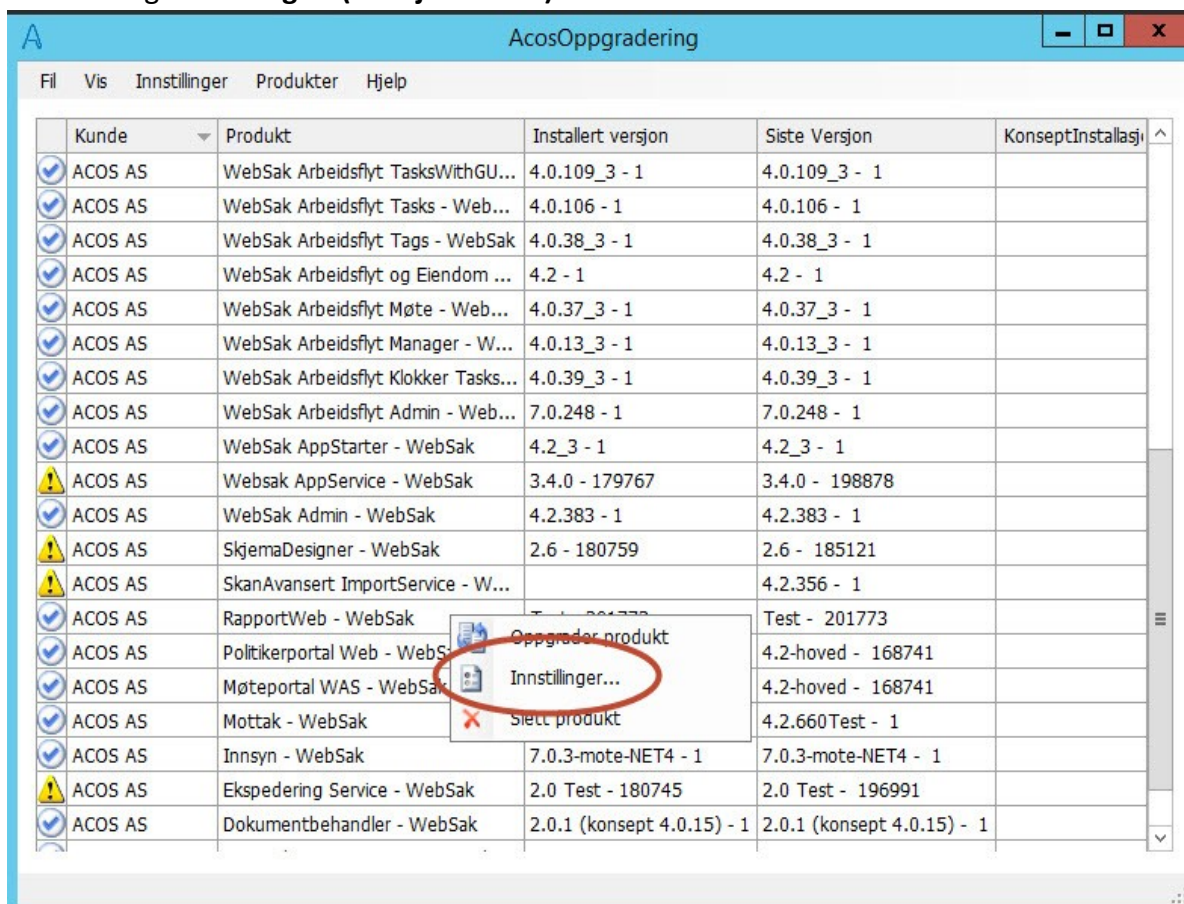 AcosOppgradering
Fil Vis Innstillinger Produkter Hjelp
Kunde Produkt Installert versjon Siste Versjon
ACOS AS WebSak Arbeidsflyt TasksWithGU... 4.0.109_3 - 1 4.0.109_3 - 1
ACOS AS WebSak Arbeidsflyt Tasks - Web... 4.0.106 - 1 4.0.106 - 1
ACOS AS WebSak Arbeidsflyt Tags - WebSak 4.0.38_3 - 1 4.0.38_3 - 1
ACOS AS WebSak Arbeidsflyt og Eiendom ... 4.2 - 1 4.2 - 1
ACOS AS WebSak Arbeidsflyt Møte - Web... 4.0.37_3 - 1 4.0.37_3 - 1
ACOS AS WebSak Arbeidsflyt Manager - W... 4.0.13_3 - 1 4.0.13_3 - 1
ACOS AS WebSak Arbeidsflyt Klokker Tasks... 4.0.39_3 - 1 4.0.39_3 - 1
ACOS AS WebSak Arbeidsflyt Admin - Web... 7.0.248 - 1 7.0.248 - 1
ACOS AS WebSak AppStarter - WebSak 4.2_3 - 1 4.2_3 - 1
ACOS AS Websak AppService - WebSak 3.4.0 - 179767 3.4.0 - 198878
ACOS AS WebSak Admin - WebSak 4.2.383 - 1 4.2.383 - 1
ACOS AS SkjemaDesigner - WebSak 2.6 - 180759 2.6 - 185121
ACOS AS SkanAvansert ImportService - W... 4.2.356 - 1
ACOS AS RapportWeb - WebSak Test - 201773
Oppgrader produkt
ACOS AS Politikerportal Web - 4.2-hoved - 168741
Innstillinger...
ACOS AS Møteportal WAS - WebSak 4.2-hoved - 168741
Slett produkt
ACOS AS Mottak - WebSak 4.2.660Test - 1
ACOS AS Innsyn - WebSak 7.0.3-mote-NET4 - 1 7.0.3-mote-NET4 - 1
ACOS AS Ekspedering Service - WebSak 2.0 Test - 180745 2.0 Test - 196991
ACOS AS Dokumentbehandler - WebSak 2.0.1 (konsept 4.0.15) - 1 2.0.1 (konsept 4.0.15) - 1